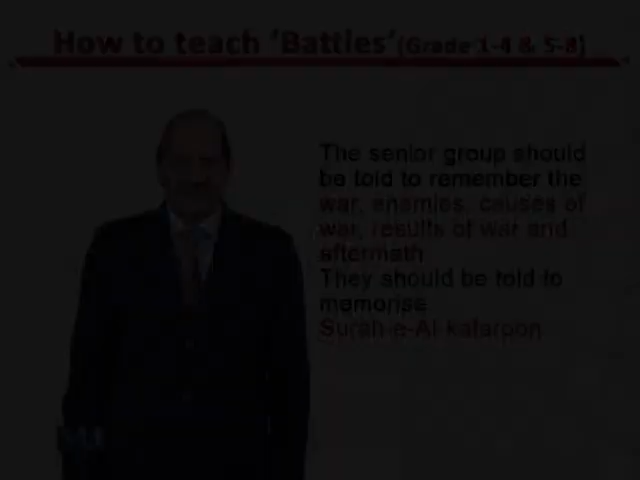 How to teach ‘Battles’(Grade 1-4 & 5-8)
The senior group should
be told to remember the
war, enemies, causes of
war, results of war and
aftermath
They should be told to
memorise
Surah-e-Al kafaroon